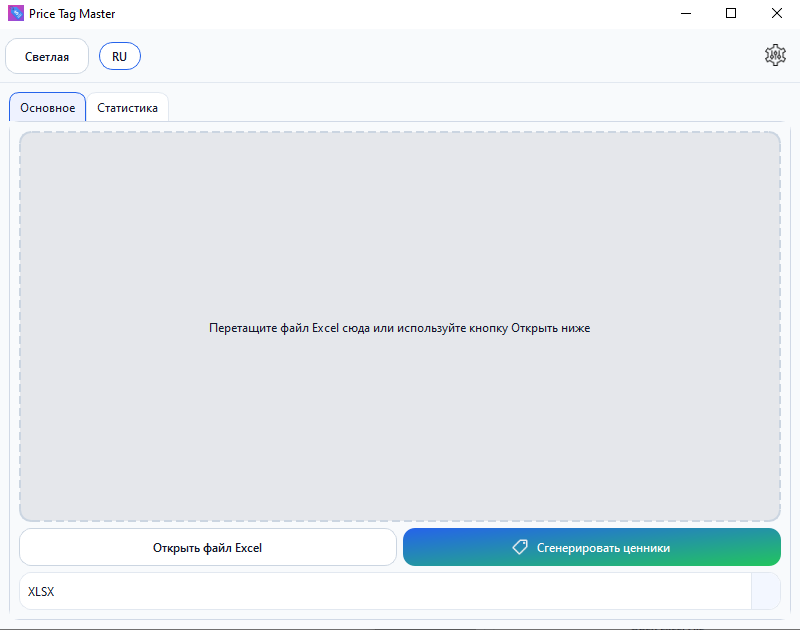 Price Tag Master
Светлая
RU
Основное
Статистика
Перетащите файл Excel сюда или используйте кнопку Открыть ниже
Открыть файл Excel
Сгенерировать ценники
XLSX